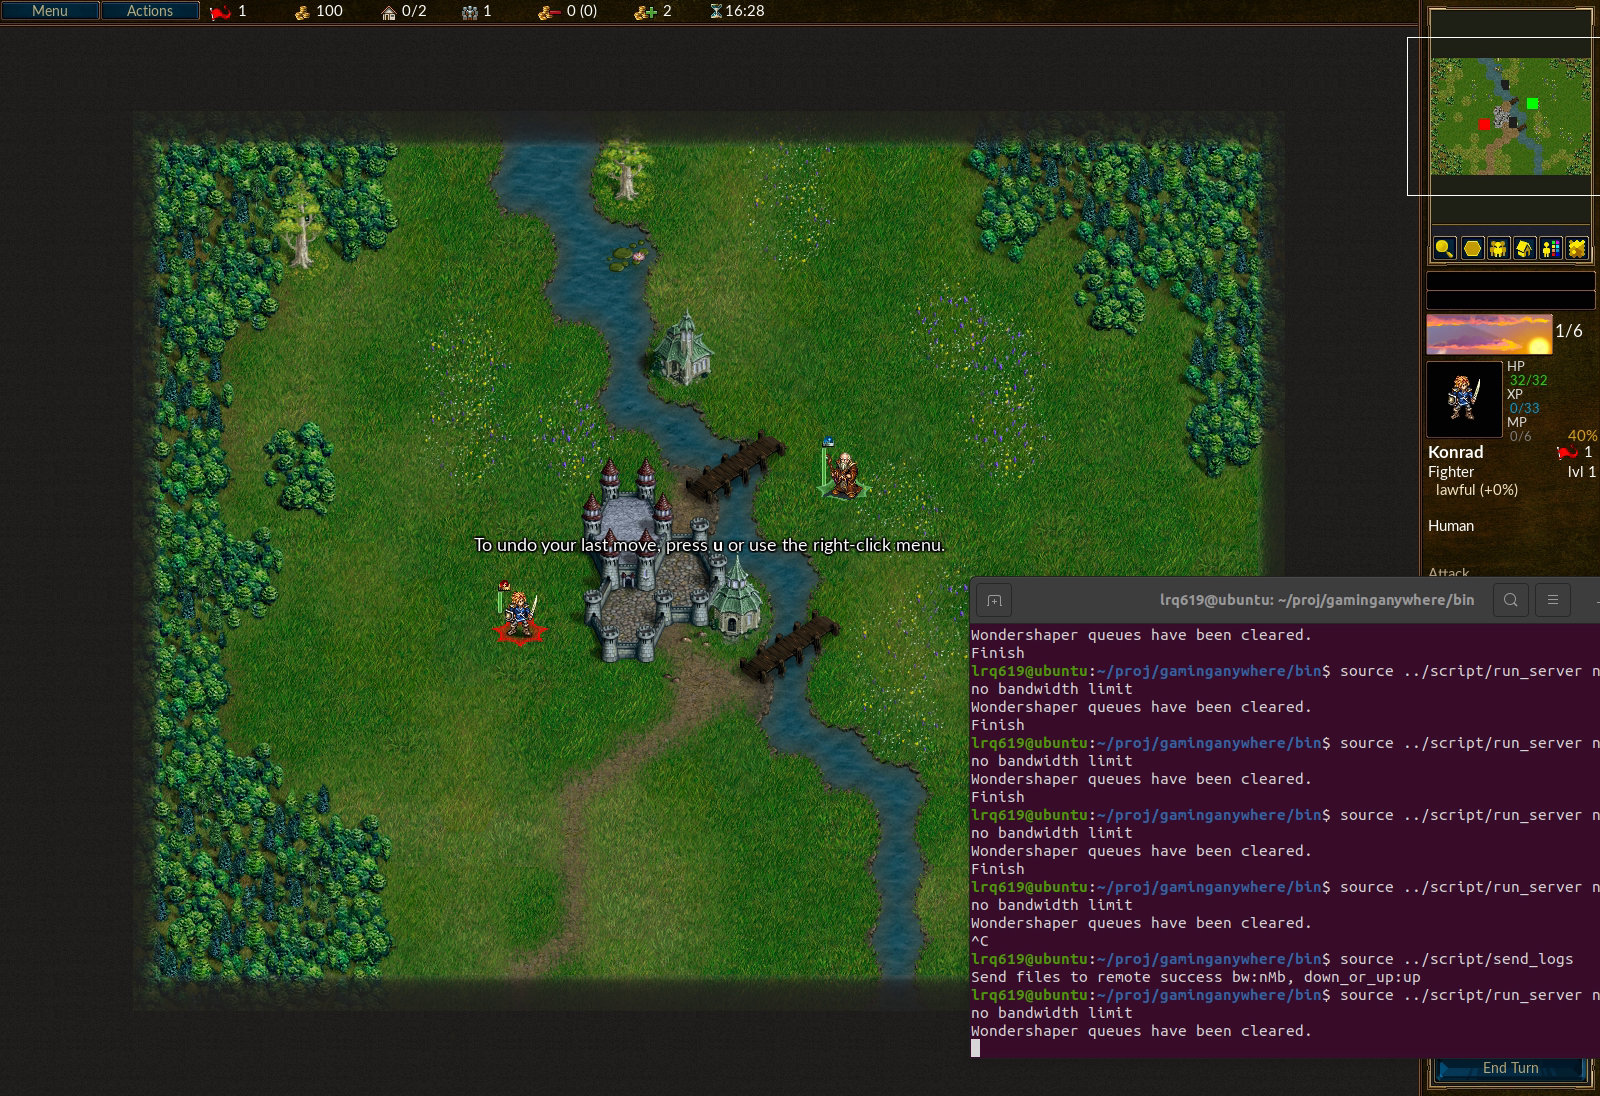 Menu Actions 1 100 0/2 1 0 (0) 2 16:28
1/6
HP
32/32
XP
0/33
MP
0/6 40%
Konrad 1
Fighter lvl 1
lawful (+0%)
Human
Attack
To undo your last move, press u or use the right-click menu.
lrq619@ubuntu: ~/proj/gaminganywhere/bin
Wondershaper queues have been cleared.
Finish
lrq619@ubuntu:~/proj/gaminganywhere/bin$ source ../script/run_server n
no bandwidth limit
Wondershaper queues have been cleared.
Finish
lrq619@ubuntu:~/proj/gaminganywhere/bin$ source ../script/run_server n
no bandwidth limit
Wondershaper queues have been cleared.
Finish
lrq619@ubuntu:~/proj/gaminganywhere/bin$ source ../script/run_server n
no bandwidth limit
Wondershaper queues have been cleared.
Finish
lrq619@ubuntu:~/proj/gaminganywhere/bin$ source ../script/run_server n
no bandwidth limit
Wondershaper queues have been cleared.
^C
lrq619@ubuntu:~/proj/gaminganywhere/bin$ source ../script/send_logs
Send files to remote success bw:nMb, down_or_up:up
lrq619@ubuntu:~/proj/gaminganywhere/bin$ source ../script/run_server n
no bandwidth limit
Wondershaper queues have been cleared.
End Turn